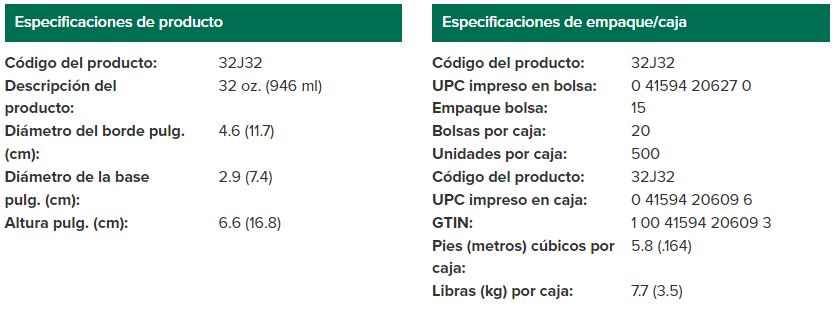 Especificaciones de producto
Código del producto: 32J32
Descripción del 32 oz. (946 ml)
producto:
Diámetro del borde pulg. 4.6 (11.7)
(cm):
Diámetro de la base 2.9 (7.4)
pulg. (cm):
Altura pulg. (cm): 6.6 (16.8)
Especificaciones de empaque/caja
Código del producto: 32J32
UPC impreso en bolsa: 0 41594 20627 0
Empaque bolsa: 15
Bolsas por caja: 20
Unidades por caja: 500
Código del producto: 32J32
UPC impreso en caja: 0 41594 20609 6
GTIN: 1 00 41594 20609 3
Pies (metros) cúbicos por 5.8 (.164)
caja:
Libras (kg) por caja: 7.7 (3.5)